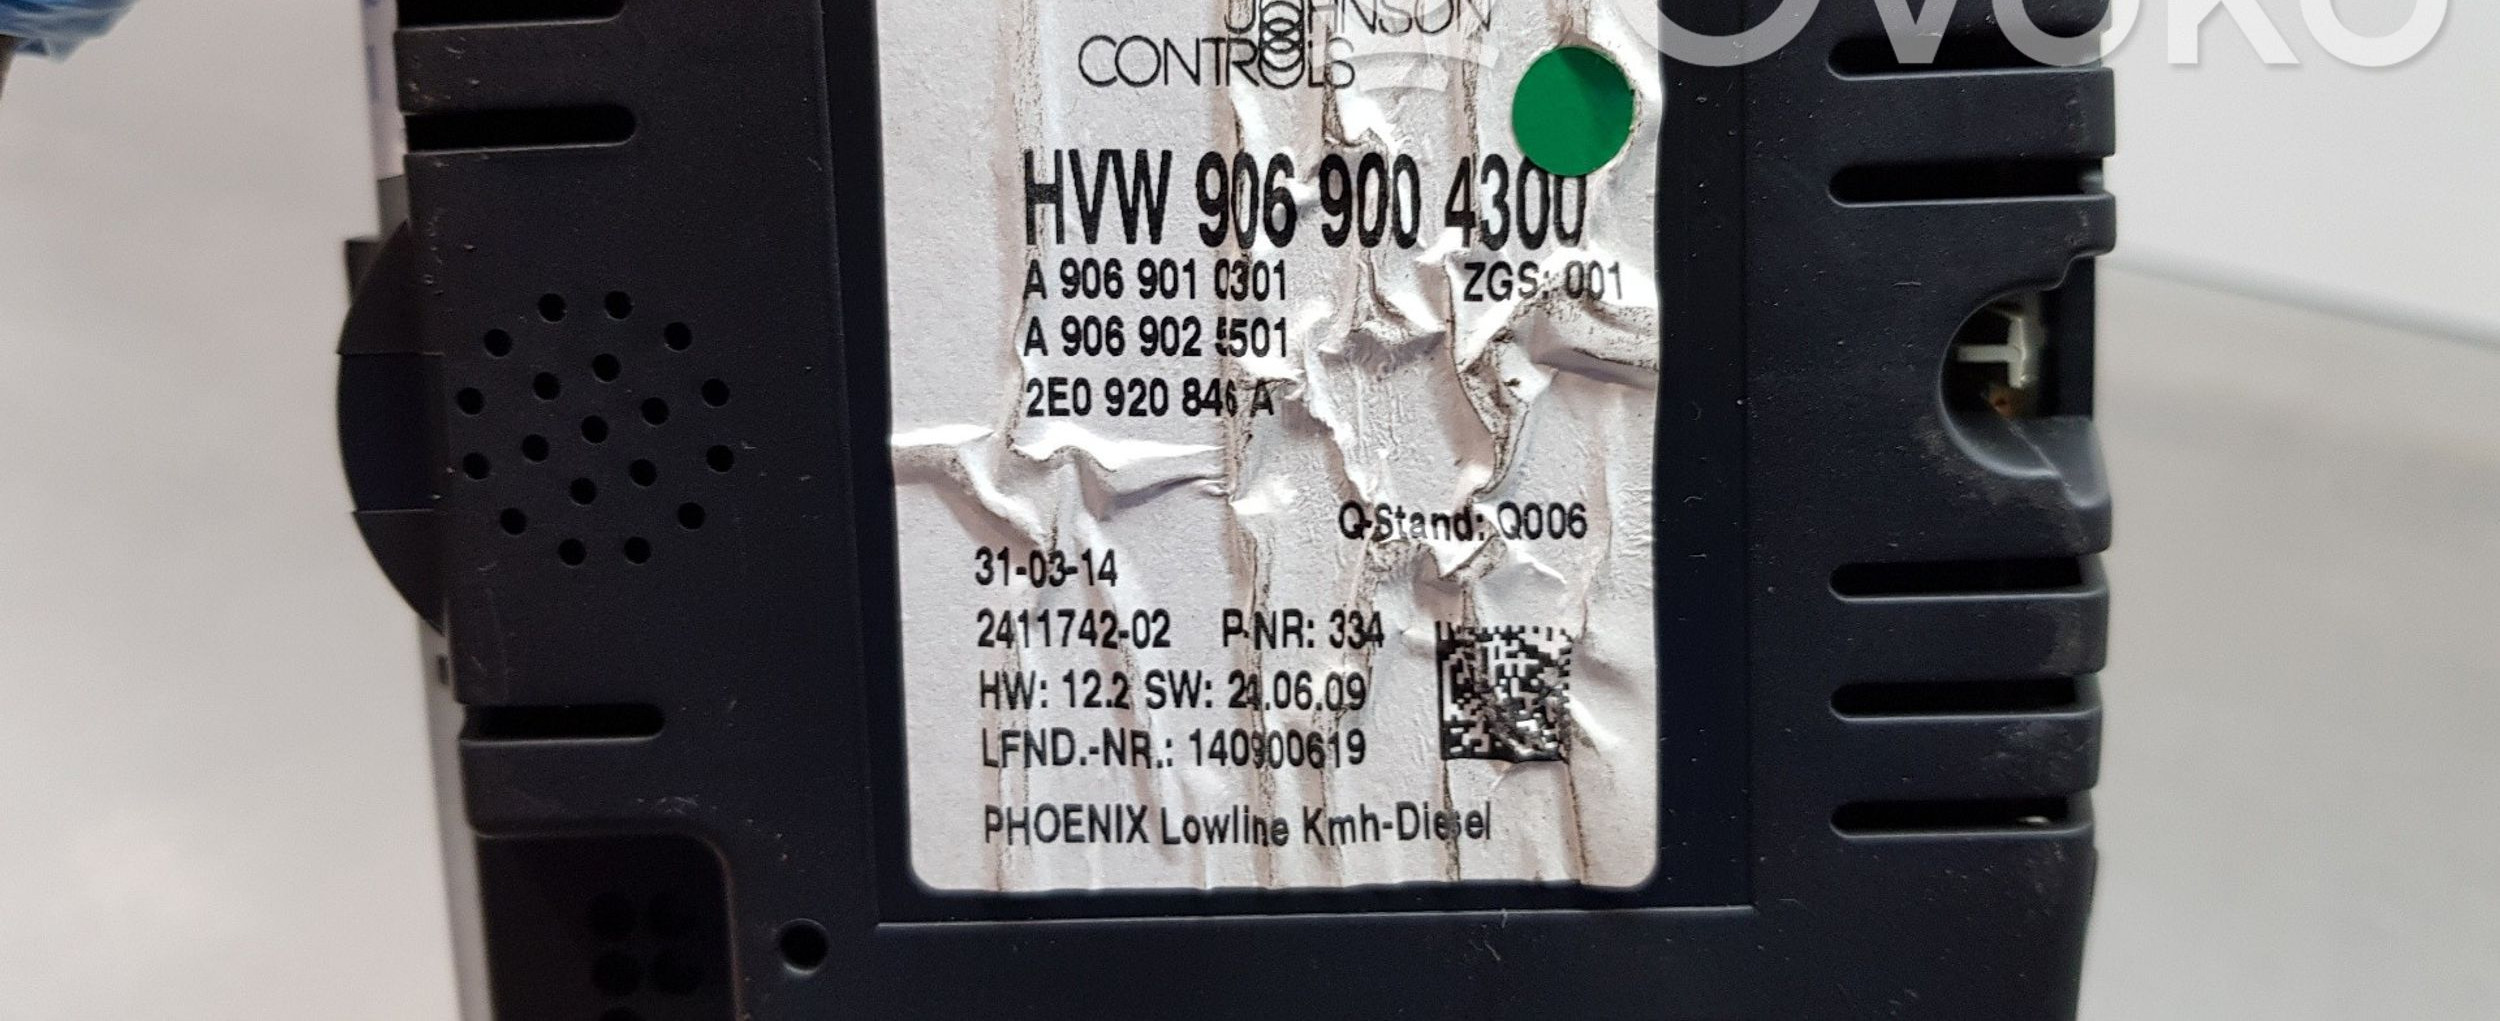 OVOKO
JOHNSON
CONTROLS
HVW 906 900 4300
A 906 901 0301 ZGS: 001
A 906 902 5501
2E0 920 846 A
Q-Stand: Q006
31-03-14
2411742-02 P-NR: 334
HW: 12.2 SW: 21.06.09
LFND.-NR.: 140900619
PHOENIX Lowline Kmh-Diesel